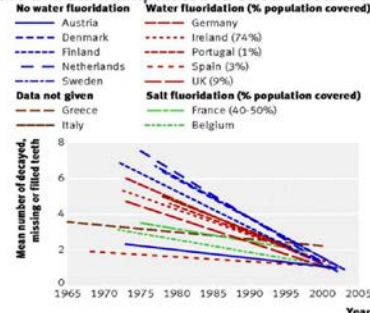 No water fluoridation
Austria
Denmark
Finland
Netherlands
Sweden
Data not given
Greece
Italy
Water fluoridation (% population covered)
Germany
Ireland (74%)
Portugal (1%)
Spain (3%)
UK (9%)
Salt fluoridation (% population covered)
France (40-50%)
Belgium
Mean number of decayed,
missing or filled teeth
8
6
4
2
0
1965 1970 1975 1980 1985 1990 1995 2000 2005
Year